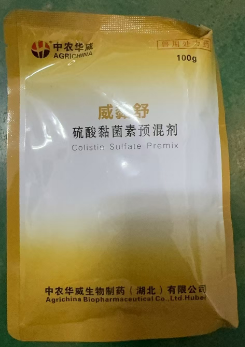 中农华威
AGRICHINA
兽用处方药
100g
威黏舒
硫酸黏菌素预混剂
Colistin Sulfate Premix
中农华威生物制药（湖北）有限公司
Agrichina Biopharmaceutical Co.,Ltd Hubei